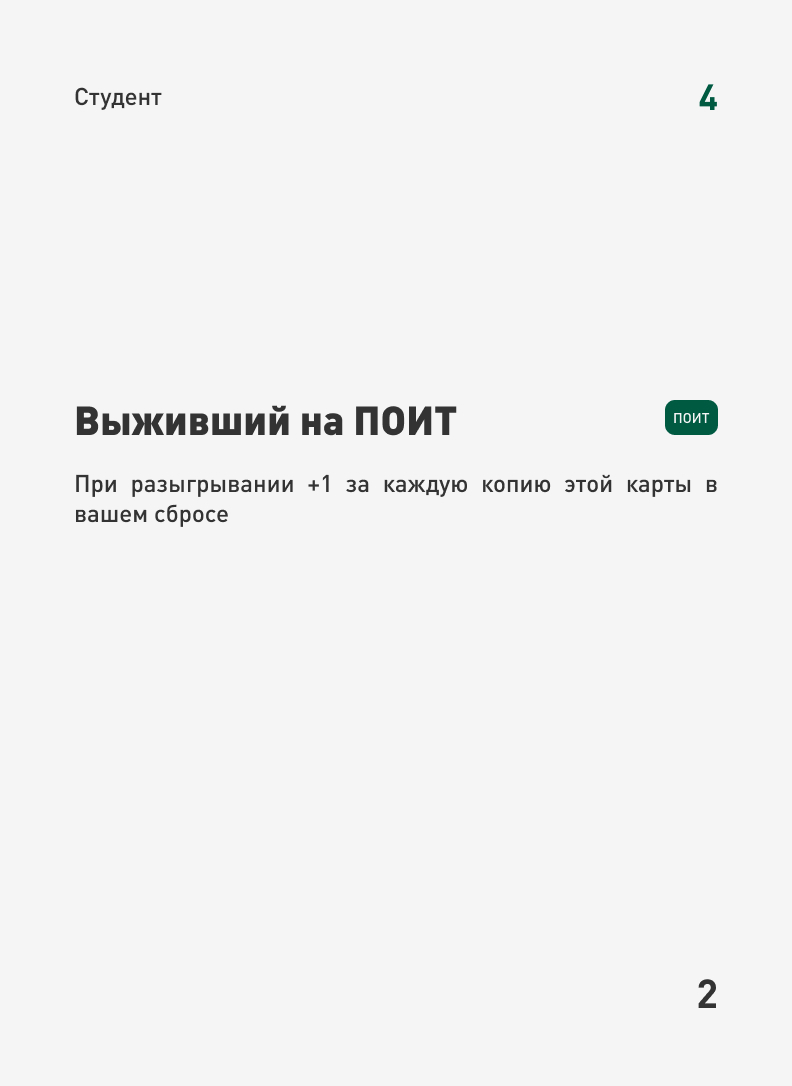 Студент
4
Выживший на ПОИТ
ПОИТ
При разыгрывании +1 за каждую копию этой карты в
вашем сбросе
2